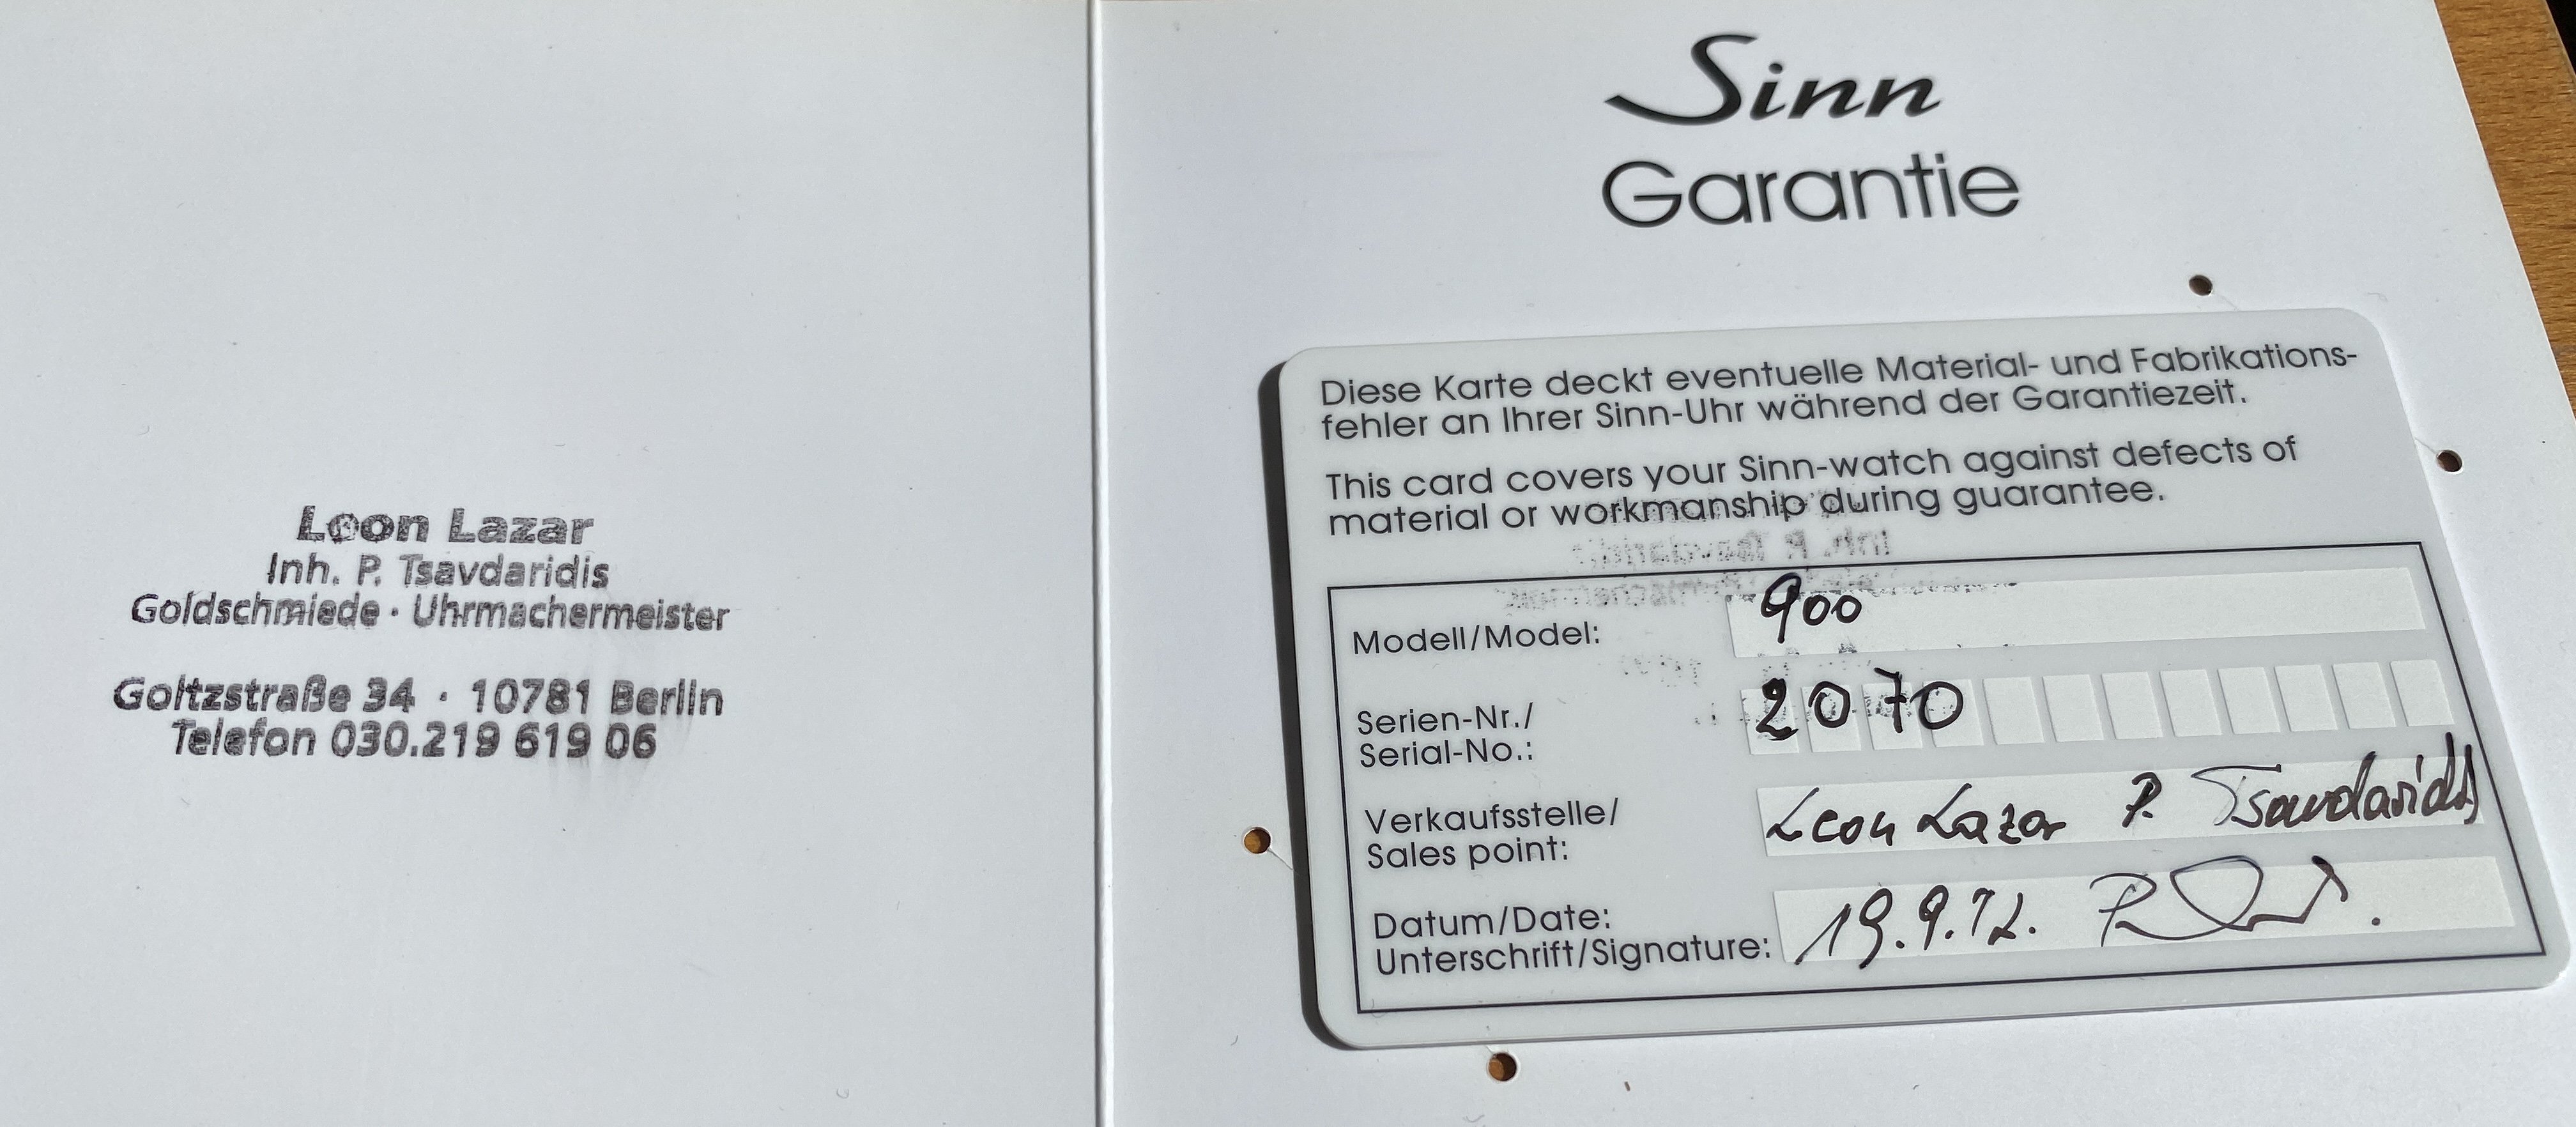 Leon Lazar
Inh. P. Tsavdaridis
Goldschmiede · Uhrmachermeister
Goltzstraße 34 · 10781 Berlin
Telefon 030.219 619 06
Sinn
Garantie
Diese Karte deckt eventuelle Material- und Fabrikations-
fehler an Ihrer Sinn-Uhr während der Garantiezeit.
This card covers your Sinn-watch against defects of
material or workmanship during guarantee.
Modell/Model: 900
Serien-Nr./
Serial-No.: 2070
Verkaufsstelle/
Sales point: Leon Lazar P. Tsavdaridis
Datum/Date:
Unterschrift/Signature: 19.9.12.